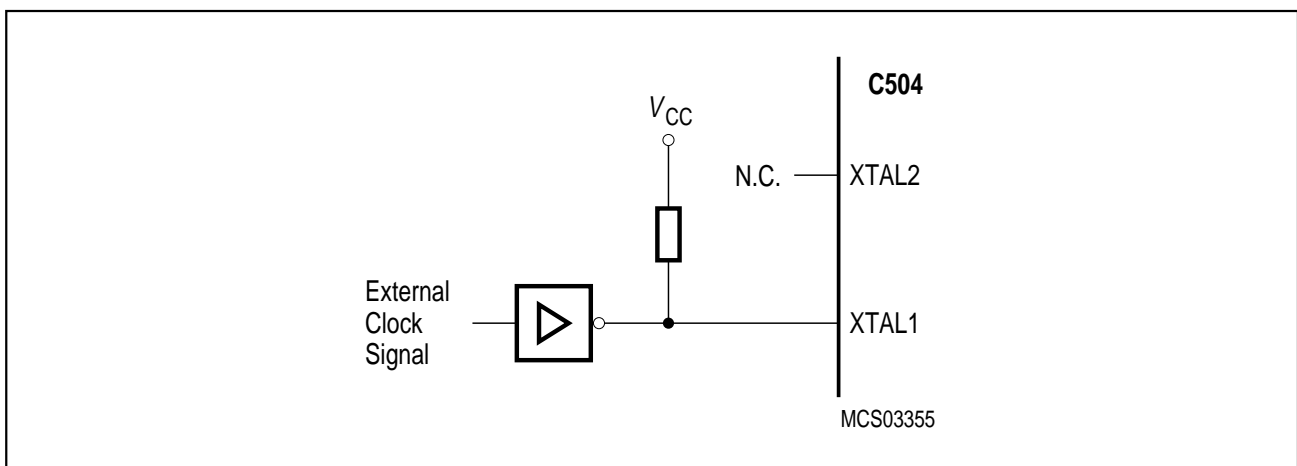 C504
VCC
N.C.
XTAL2
External
Clock
Signal
XTAL1
MCS03355